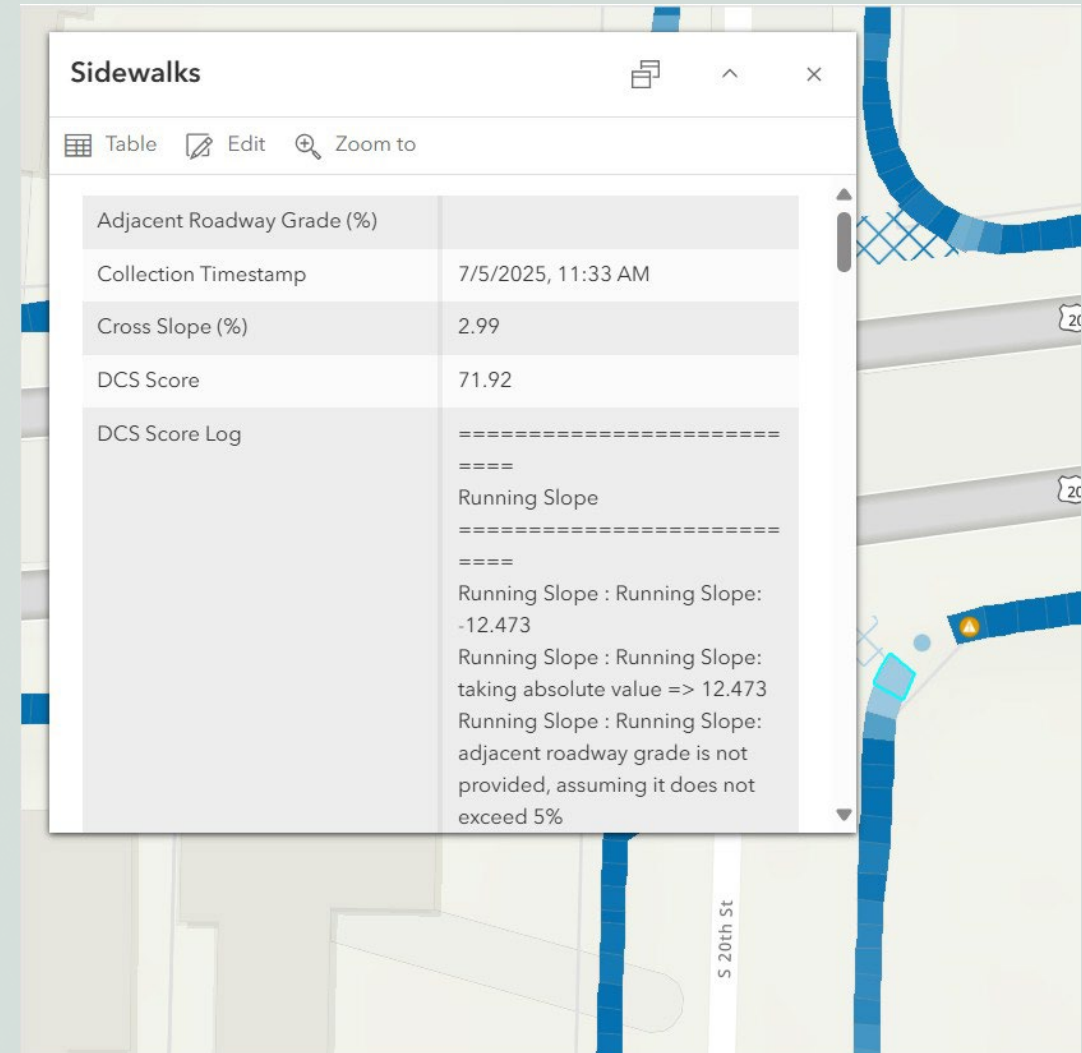 Sidewalks
Table Edit Zoom to
Adjacent Roadway Grade (%)
Collection Timestamp 7/5/2025, 11:33 AM
Cross Slope (%) 2.99
DCS Score 71.92
DCS Score Log
=======================
====
Running Slope
=======================
====
Running Slope : Running Slope:
-12.473
Running Slope : Running Slope:
taking absolute value => 12.473
Running Slope : Running Slope:
adjacent roadway grade is not
provided, assuming it does not
exceed 5%
20
20
S 20th St